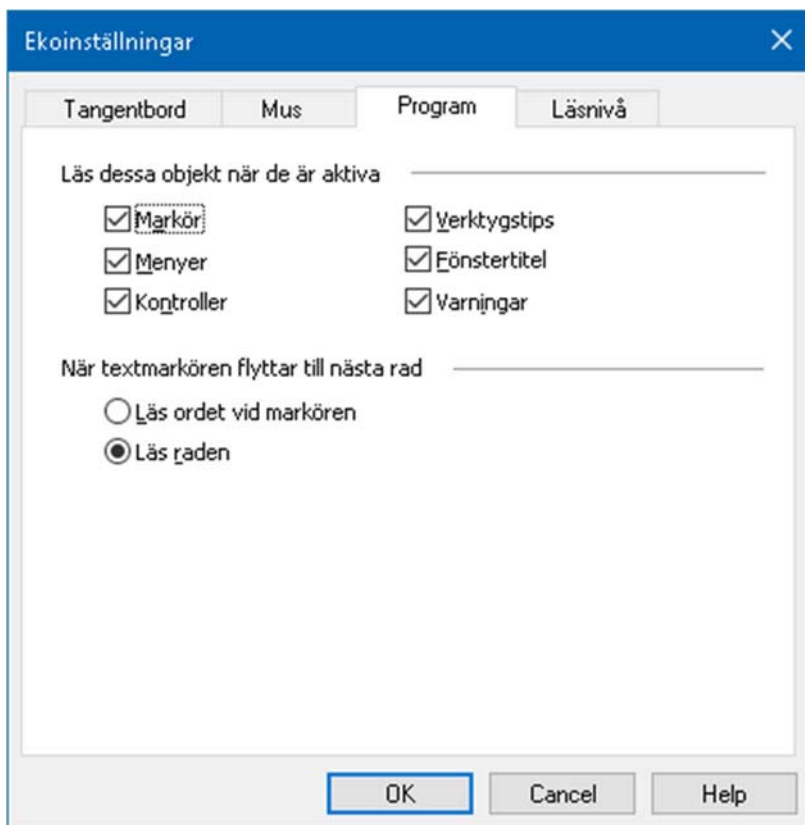 Ekoinställningar
Tangentbord Mus Program Läsnivå
Läs dessa objekt när de är aktiva
Markör Verktygstips
Menyer Fönstertitel
Kontroller Varningar
När textmarkören flyttar till nästa rad
Läs ordet vid markören
Läs raden
OK Cancel Help